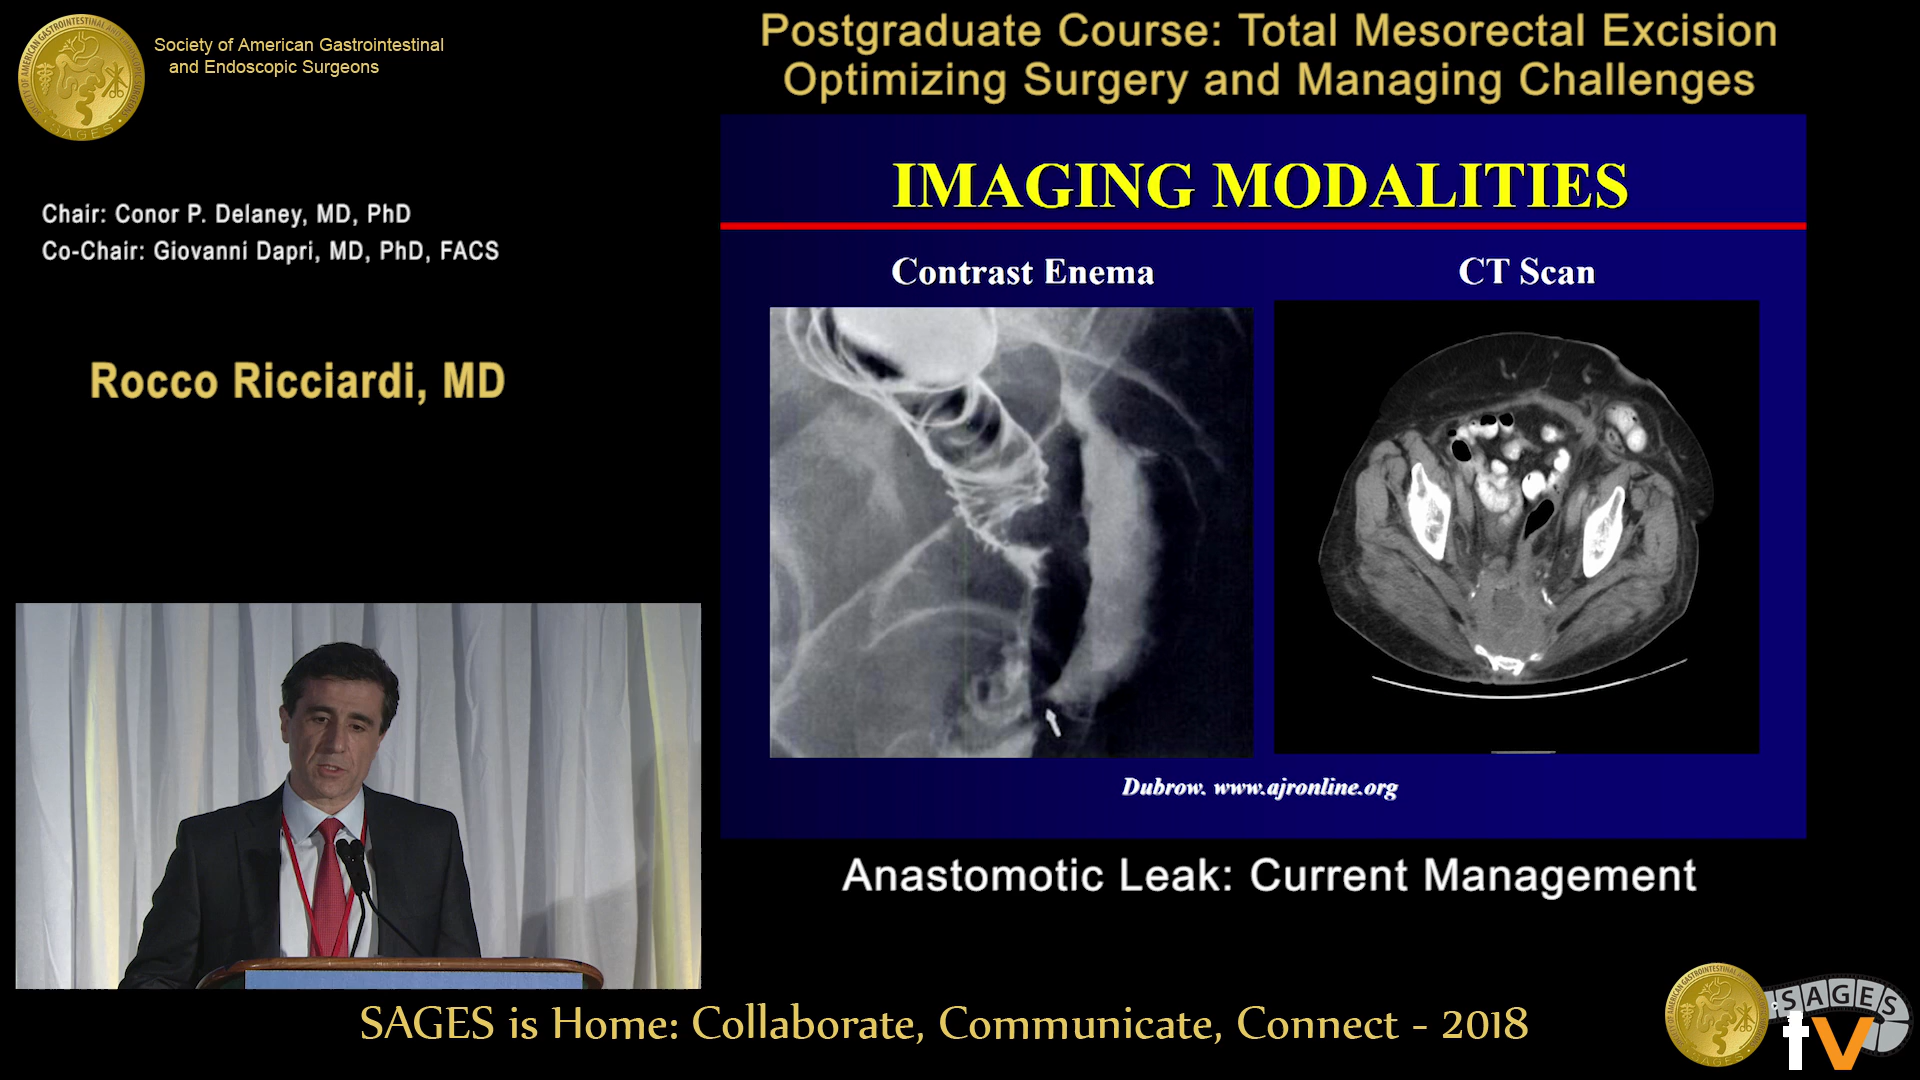 Society of American Gastrointestinal
and Endoscopic Surgeons
Postgraduate Course: Total Mesorectal Excision
Optimizing Surgery and Managing Challenges
Chair: Conor P. Delaney, MD, PhD
Co-Chair: Giovanni Dapri, MD, PhD, FACS
Rocco Ricciardi, MD
IMAGING MODALITIES
Contrast Enema
CT Scan
Dubrow. www.ajronline.org
Anastomotic Leak: Current Management
SAGES is Home: Collaborate, Communicate, Connect - 2018
SAGES
SAGES
SAGES
tv